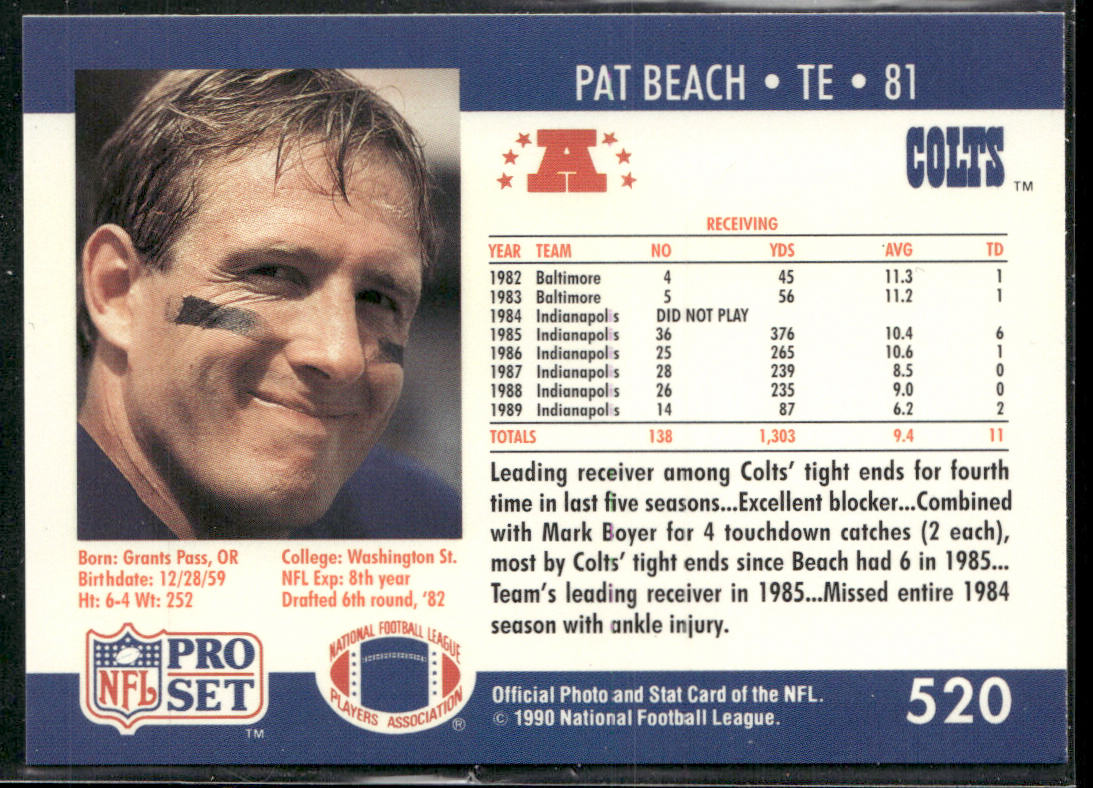 PAT BEACH • TE • 81
A
COLTS ™
RECEIVING
YEAR TEAM NO YDS AVG TD
1982 Baltimore 4 45 11.3 1
1983 Baltimore 5 56 11.2 1
1984 Indianapolis DID NOT PLAY
1985 Indianapolis 36 376 10.4 6
1986 Indianapolis 25 265 10.6 1
1987 Indianapolis 28 239 8.5 0
1988 Indianapolis 26 235 9.0 0
1989 Indianapolis 14 87 6.2 2
TOTALS 138 1,303 9.4 11
Leading receiver among Colts' tight ends for fourth
time in last five seasons...Excellent blocker...Combined
with Mark Boyer for 4 touchdown catches (2 each),
most by Colts' tight ends since Beach had 6 in 1985...
Team's leading receiver in 1985...Missed entire 1984
season with ankle injury.
Born: Grants Pass, OR
Birthdate: 12/28/59
Ht: 6-4 Wt: 252
College: Washington St.
NFL Exp: 8th year
Drafted 6th round, '82
NFL PRO SET ™
NATIONAL FOOTBALL LEAGUE
PLAYERS ASSOCIATION ®
Official Photo and Stat Card of the NFL.
© 1990 National Football League.
520